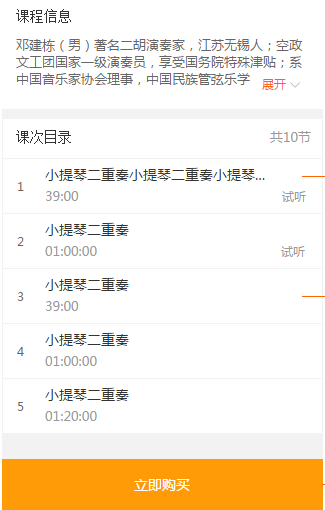 课程信息
邓建栋（男）著名二胡演奏家，江苏无锡人；空政
文工团国家一级演奏员，享受国务院特殊津贴；系
中国音乐家协会理事，中国民族管弦乐学 展开
课次目录 共10节
1 小提琴二重奏小提琴二重奏小提琴...
39:00 试听
2 小提琴二重奏
01:00:00 试听
3 小提琴二重奏
39:00
4 小提琴二重奏
01:00:00
5 小提琴二重奏
01:20:00
立即购买